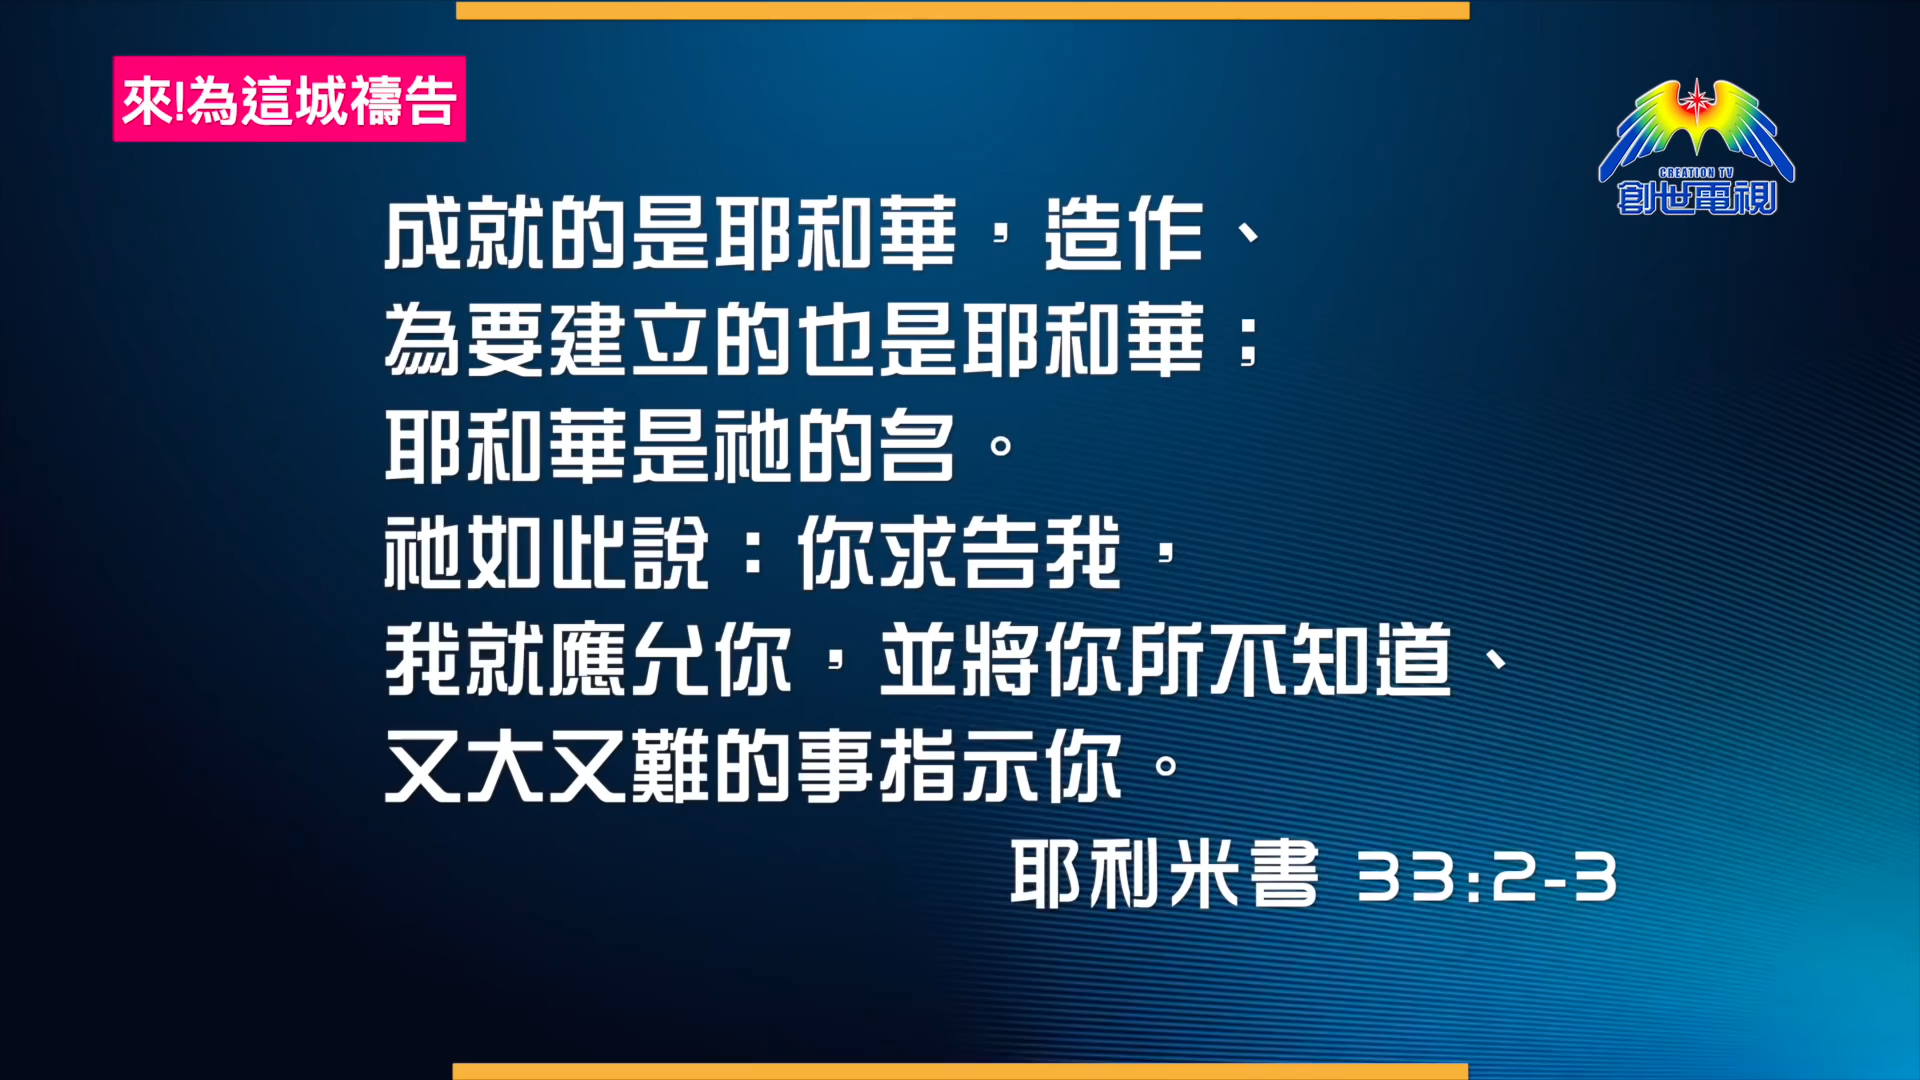 來!為這城禱告
CREATION TV
創世電視
成就的是耶和華，造作、
為要建立的也是耶和華；
耶和華是祂的名。
祂如此說：你求告我，
我就應允你，並將你所不知道、
又大又難的事指示你。
耶利米書 33:2-3